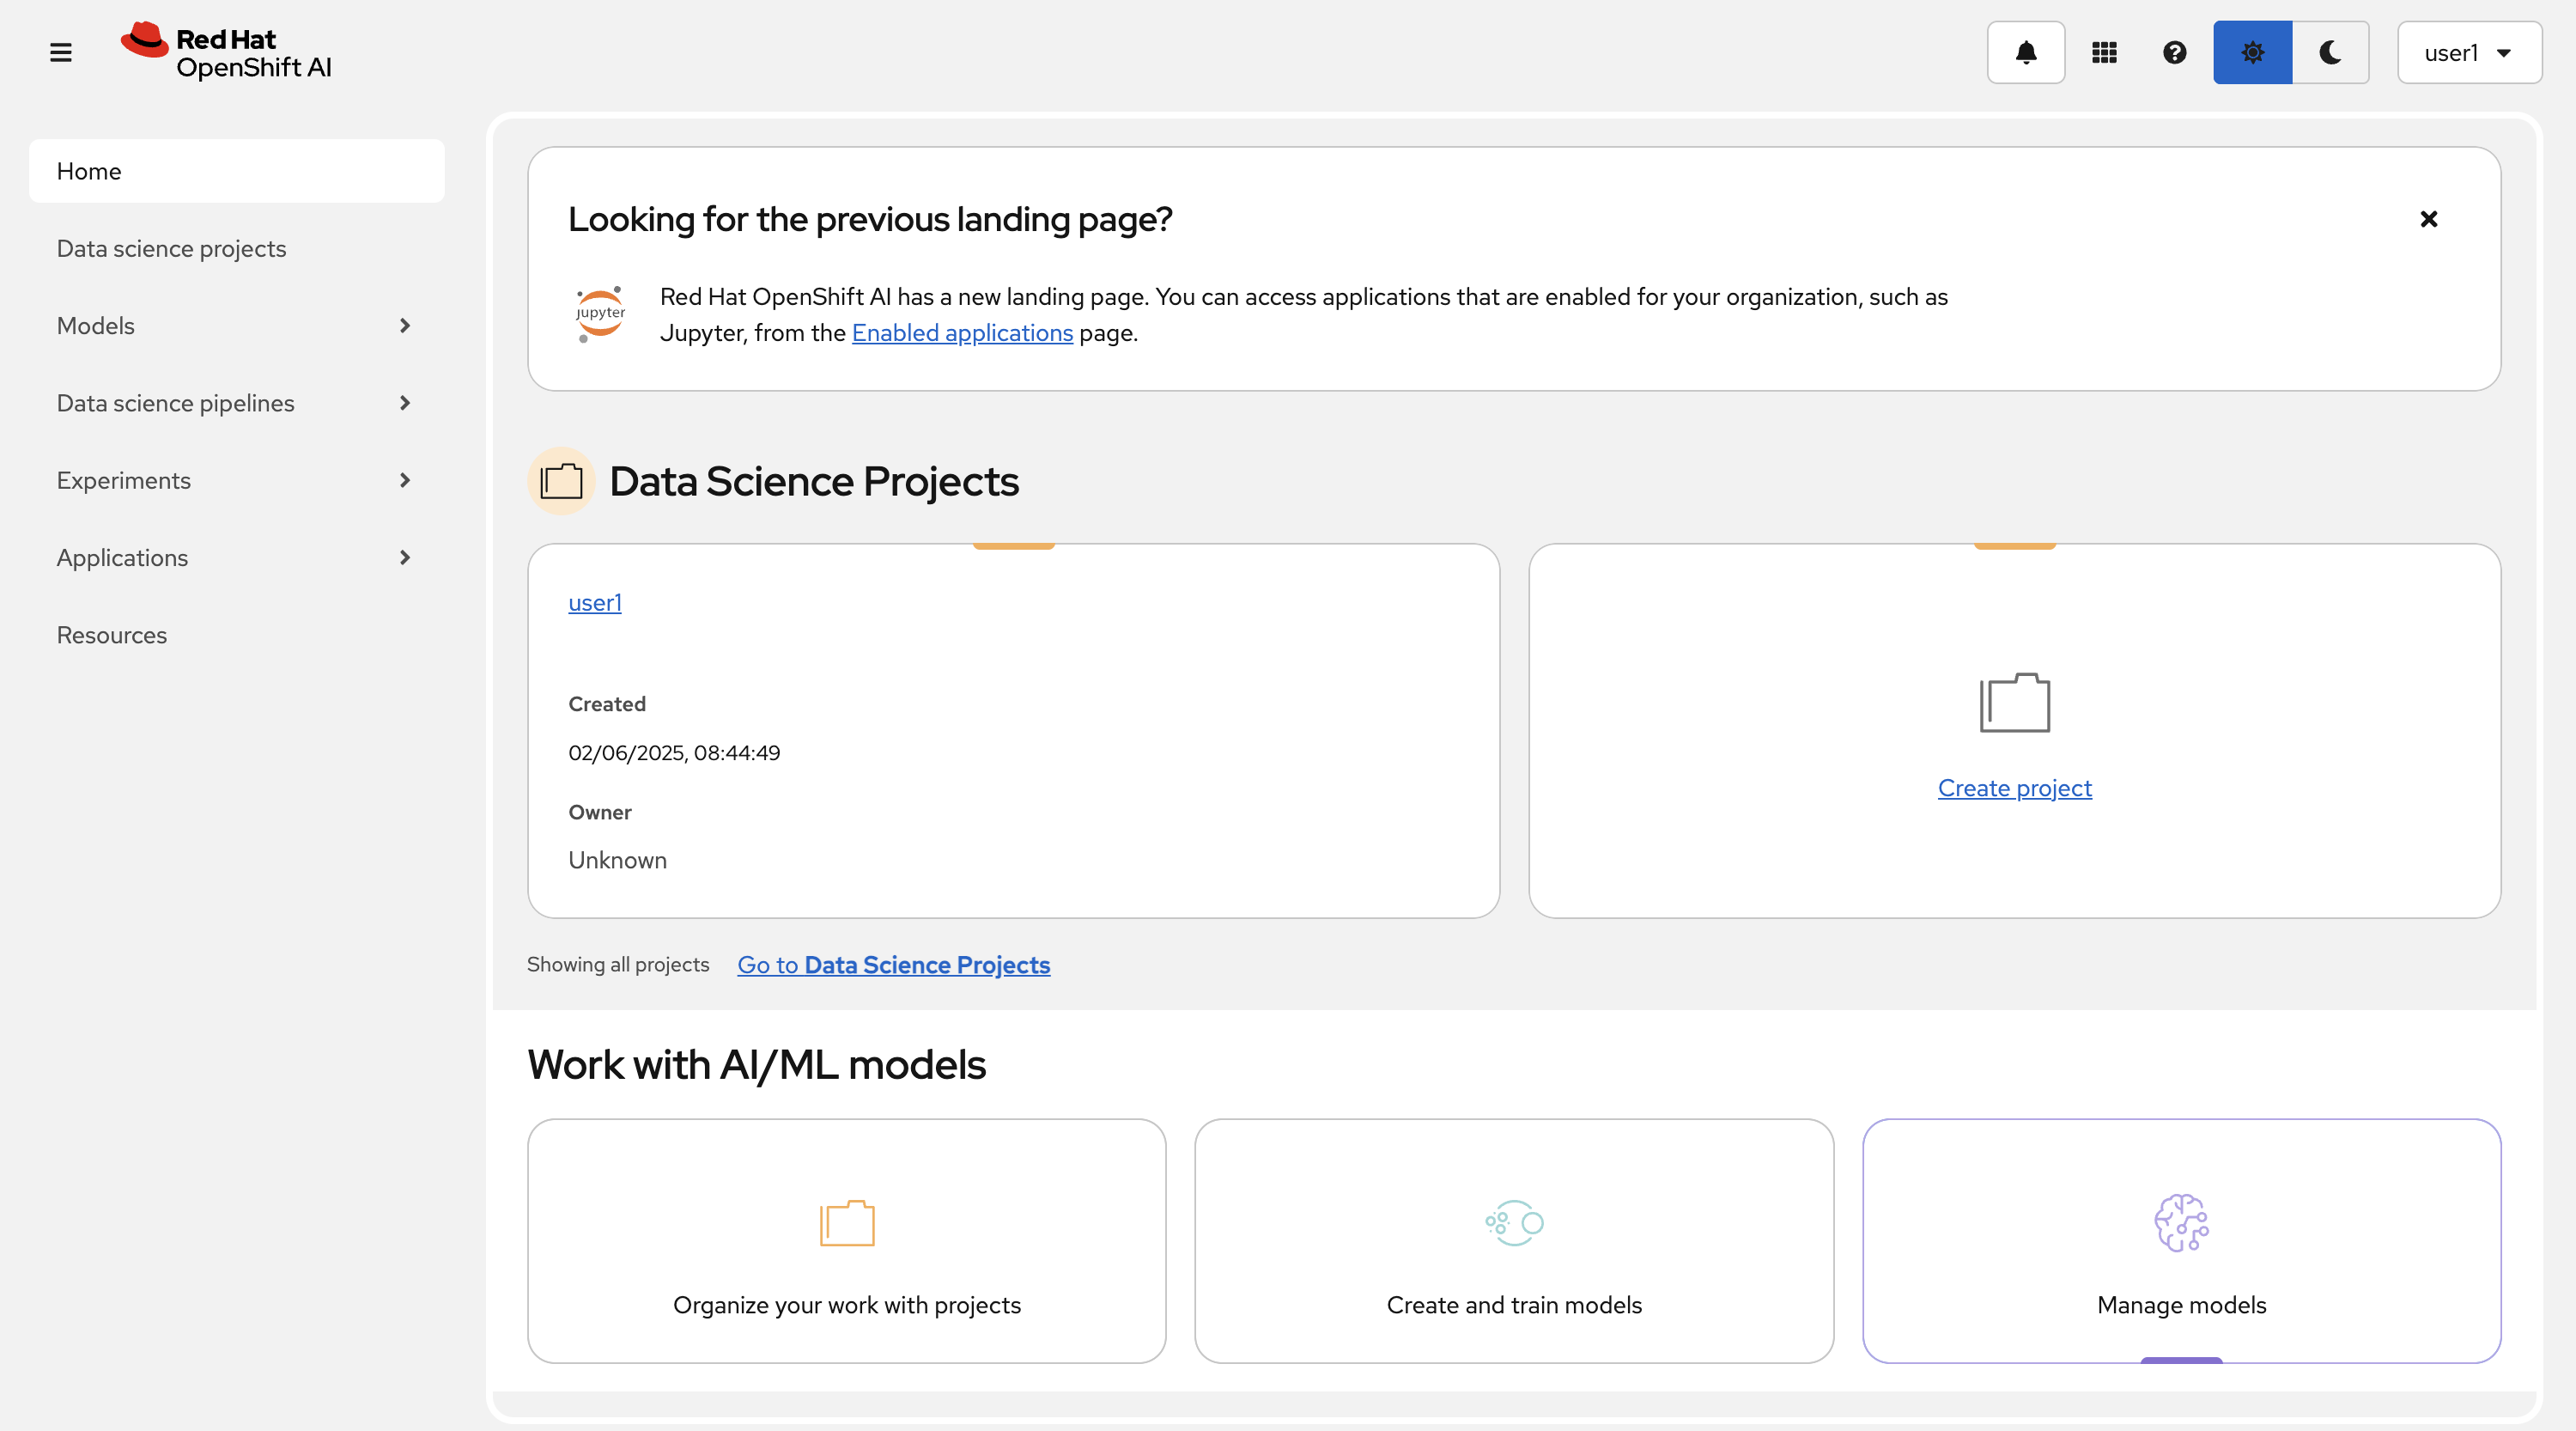 Red Hat
OpenShift AI
user1
Home
Data science projects
Models
Data science pipelines
Experiments
Applications
Resources
Looking for the previous landing page?
jupyter
Red Hat OpenShift AI has a new landing page. You can access applications that are enabled for your organization, such as
Jupyter, from the Enabled applications page.
Data Science Projects
user1
Created
02/06/2025, 08:44:49
Owner
Unknown
Create project
Showing all projects Go to Data Science Projects
Work with AI/ML models
Organize your work with projects
Create and train models
Manage models